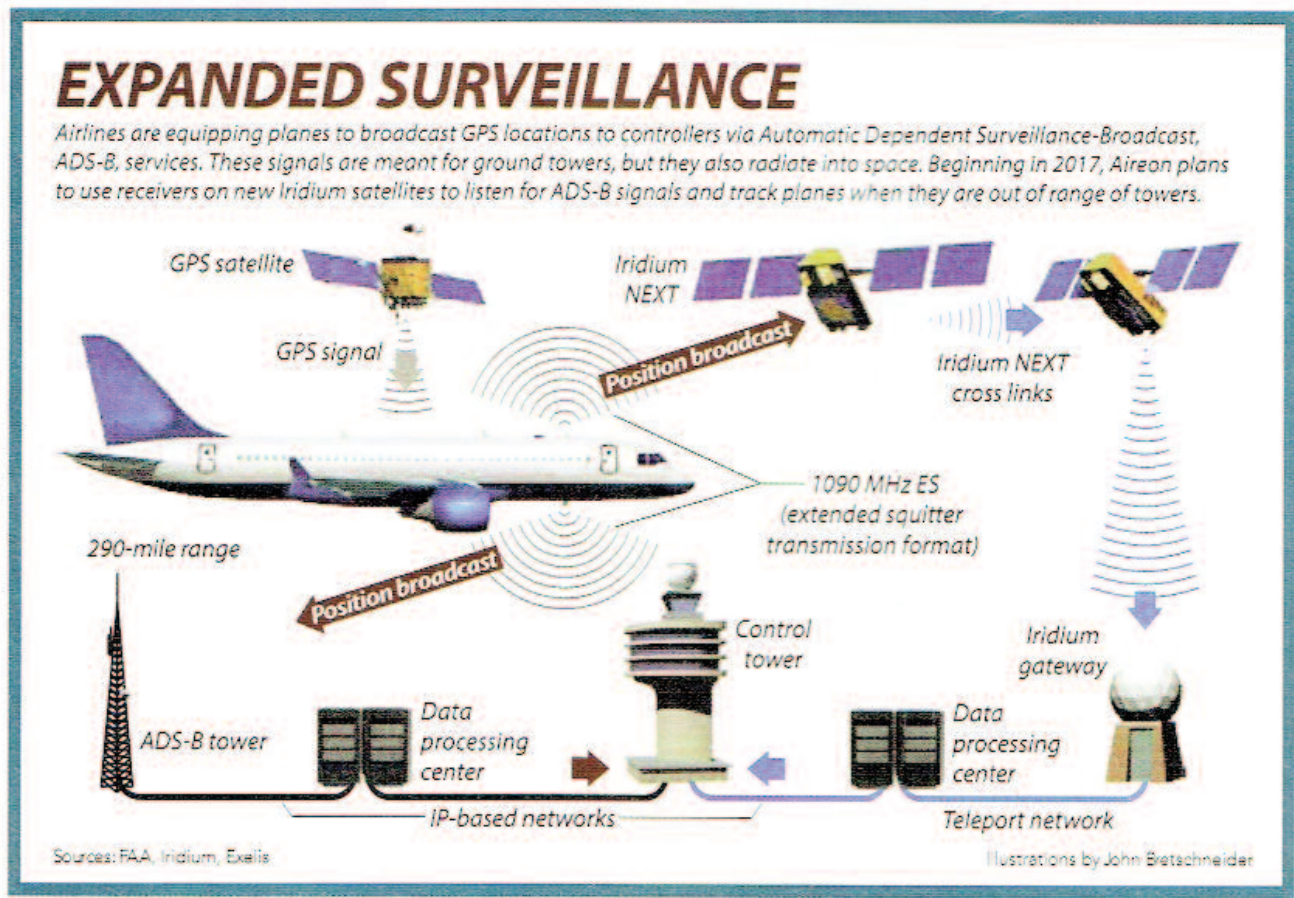 EXPANDED SURVEILLANCE
Airlines are equipping planes to broadcast GPS locations to controllers via Automatic Dependent Surveillance-Broadcast,
ADS-B, services. These signals are meant for ground towers, but they also radiate into space. Beginning in 2017, Aireon plans
to use receivers on new Iridium satellites to listen for ADS-B signals and track planes when they are out of range of towers.
GPS satellite
Iridium
NEXT
GPS signal
Position broadcast
Iridium NEXT
cross links
1090 MHz ES
(extended squitter
transmission format)
290-mile range
Position broadcast
Control
tower
Iridium
gateway
ADS-B tower
Data
processing
center
Data
processing
center
IP-based networks
Teleport network
Sources: FAA, Iridium, Exelis
Illustrations by John Bretschneider